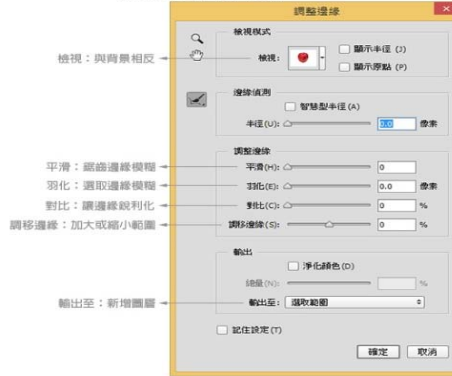 調整邊緣
檢視模式
檢視：與背景相反
檢視:
顯示半徑 (J)
顯示原點 (P)
邊緣偵測
智慧型半徑(A)
半徑(U):
0.0
像素
調整邊緣
平滑：鋸齒邊緣模糊
平滑(H):
0
羽化：選取邊緣模糊
羽化(E):
0.0
像素
對比：讓邊緣銳利化
對比(C):
0
%
調移邊緣：加大或縮小範圍
調移邊緣(S):
0
%
輸出
淨化顏色(D)
總量(N):
%
輸出至：新增圖層
輸出至:
選取範圍
記住設定(T)
確定
取消